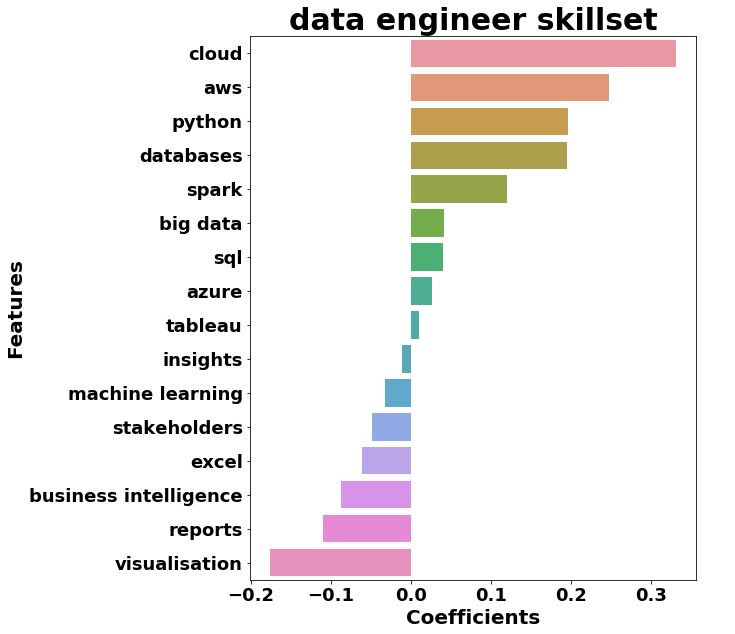 data engineer skillset
cloud
aws
python
databases
spark
big data
sql
azure
tableau
insights
machine learning
stakeholders
excel
business intelligence
reports
visualisation
Features
−0.2 −0.1 0.0 0.1 0.2 0.3
Coefficients